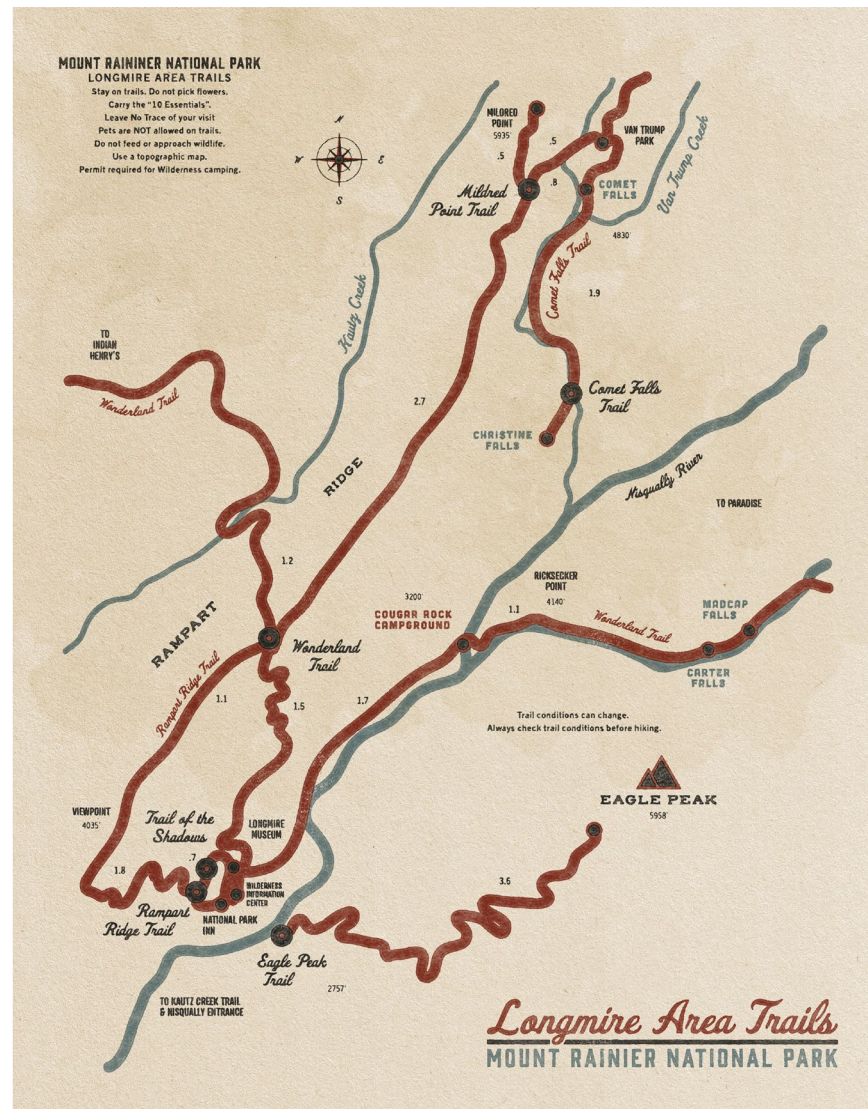 MOUNT RAININER NATIONAL PARK
LONGMIRE AREA TRAILS
Stay on trails. Do not pick flowers.
Carry the "10 Essentials".
Leave No Trace of your visit
Pets are NOT allowed on trails.
Do not feed or approach wildlife.
Use a topographic map.
Permit required for Wilderness camping.
N
W
E
S
MILDRED
POINT
5935'
.5
.5
VAN TRUMP
PARK
Mildred
Point Trail
.8
COMET
FALLS
Van Trump Creek
4830'
Comet Falls Trail
1.9
Kautz Creek
TO
INDIAN
HENRY'S
Wonderland Trail
2.7
Comet Falls
Trail
CHRISTINE
FALLS
RIDGE
Nisqually River
TO PARADISE
1.2
RICKSECKER
POINT
4140'
3200'
COUGAR ROCK
CAMPGROUND
1.1
Wonderland Trail
MADCAP
FALLS
CARTER
FALLS
RAMPART
Wonderland
Trail
Rampart Ridge Trail
1.1
1.5
1.7
Trail conditions can change.
Always check trail conditions before hiking.
EAGLE PEAK
5958'
VIEWPOINT
4035'
Trail of the
Shadows
LONGMIRE
MUSEUM
.7
1.8
3.6
WILDERNESS
INFORMATION
CENTER
Rampart
Ridge Trail
NATIONAL PARK
INN
Eagle Peak
Trail
2757'
TO KAUTZ CREEK TRAIL
& NISQUALLY ENTRANCE
Longmire Area Trails
MOUNT RAINIER NATIONAL PARK